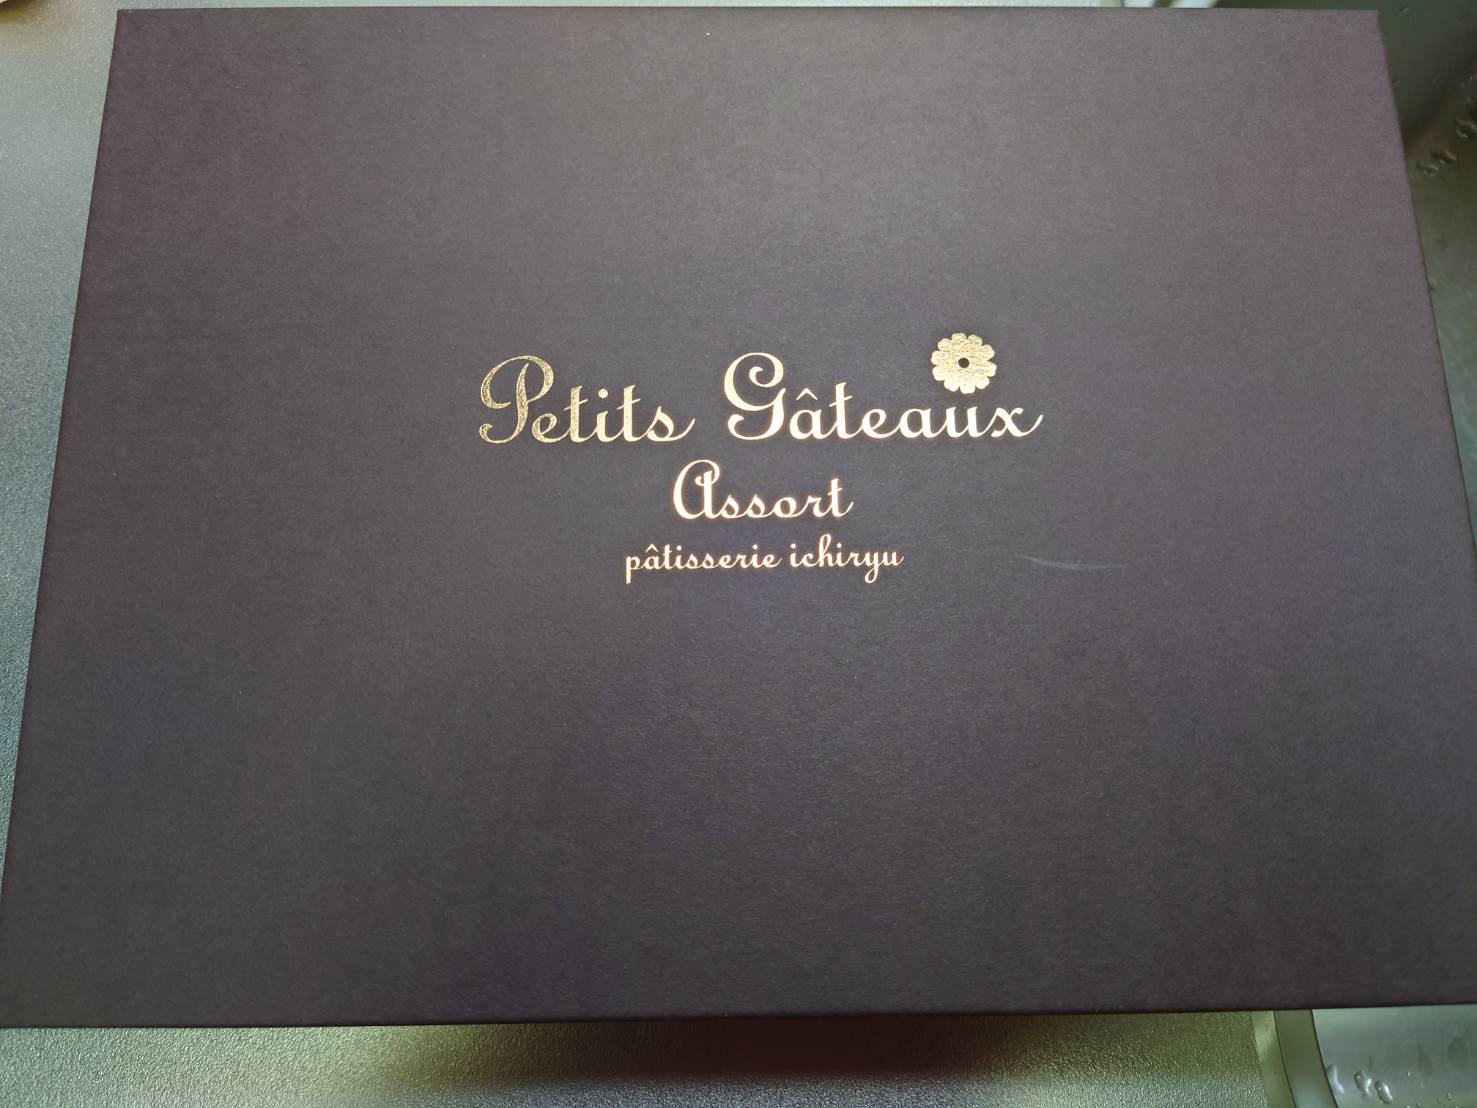 Petits Gâteaux
Assort
pâtisserie ichiryu